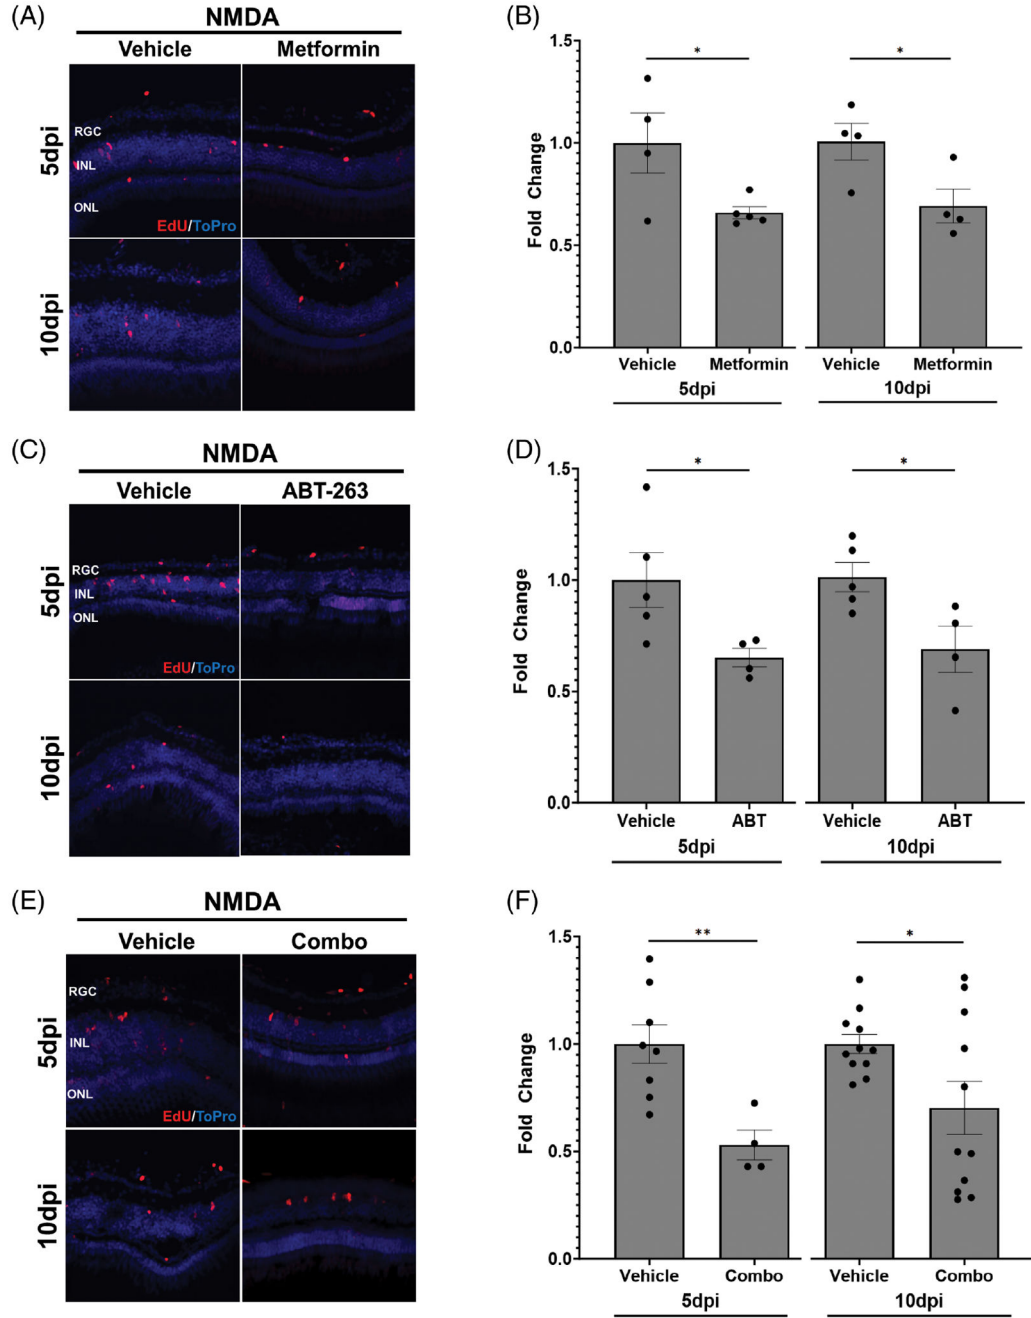 (A)
NMDA
Vehicle Metformin
5dpi
RGC
INL
ONL
EdU/ToPro
10dpi
(B)
Fold Change
1.5
1.0
0.5
0.0
*
*
Vehicle Metformin Vehicle Metformin
5dpi 10dpi
(C)
NMDA
Vehicle ABT-263
5dpi
RGC
INL
ONL
EdU/ToPro
10dpi
(D)
Fold Change
1.5
1.0
0.5
0.0
*
*
Vehicle ABT Vehicle ABT
5dpi 10dpi
(E)
NMDA
Vehicle Combo
5dpi
RGC
INL
ONL
EdU/ToPro
10dpi
(F)
Fold Change
1.5
1.0
0.5
0.0
**
*
Vehicle Combo Vehicle Combo
5dpi 10dpi